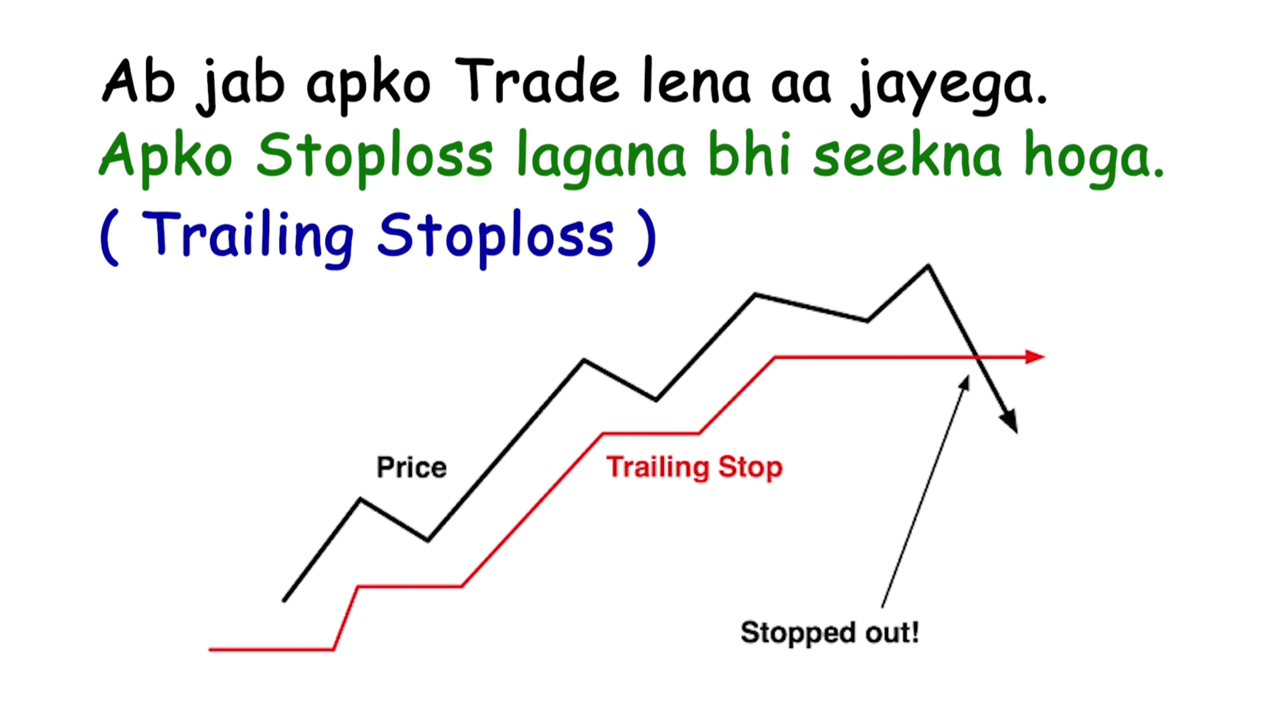 Ab jab apko Trade lena aa jayega.
Apko Stoploss lagana bhi seekna hoga.
( Trailing Stoploss )
Price
Trailing Stop
Stopped out!